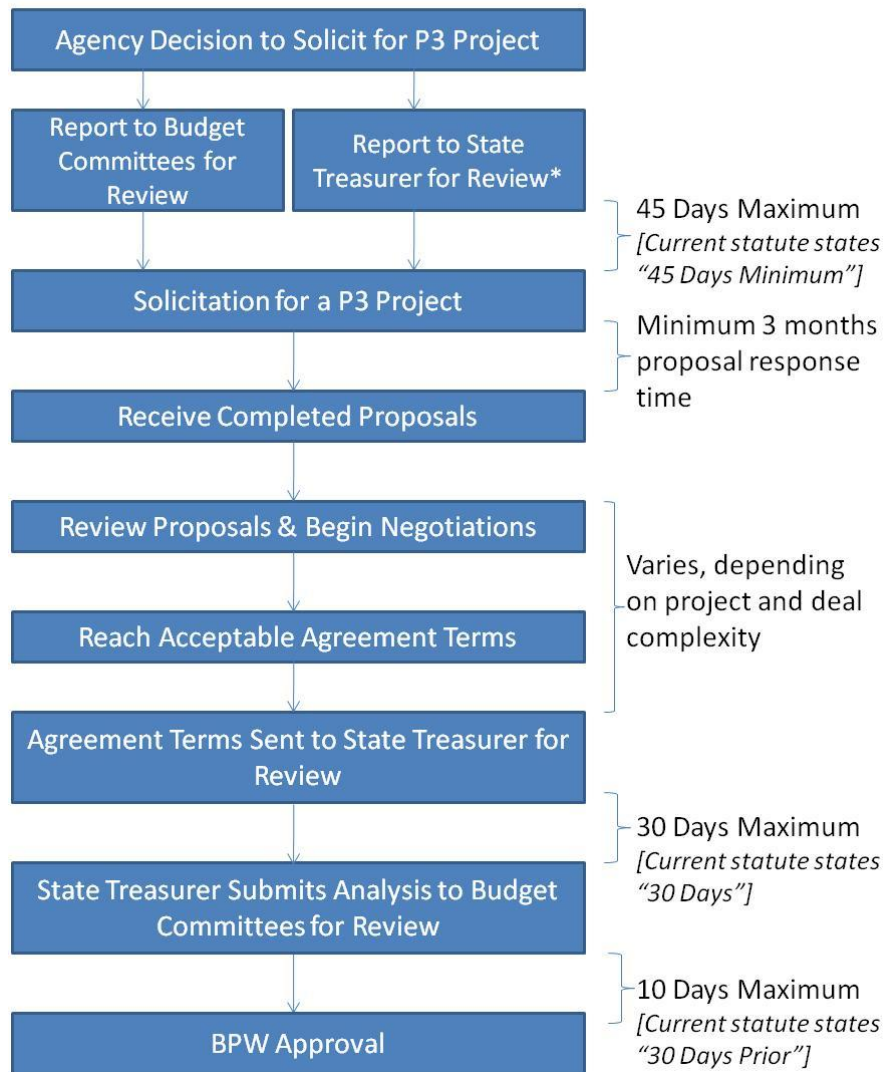 Agency Decision to Solicit for P3 Project
Report to Budget
Committees for
Review
Report to State
Treasurer for Review*
45 Days Maximum
[Current statute states
“45 Days Minimum”]
Solicitation for a P3 Project
Minimum 3 months
proposal response
time
Receive Completed Proposals
Review Proposals & Begin Negotiations
Varies, depending
on project and deal
complexity
Reach Acceptable Agreement Terms
Agreement Terms Sent to State Treasurer for
Review
30 Days Maximum
[Current statute states
“30 Days”]
State Treasurer Submits Analysis to Budget
Committees for Review
10 Days Maximum
[Current statute states
“30 Days Prior”]
BPW Approval